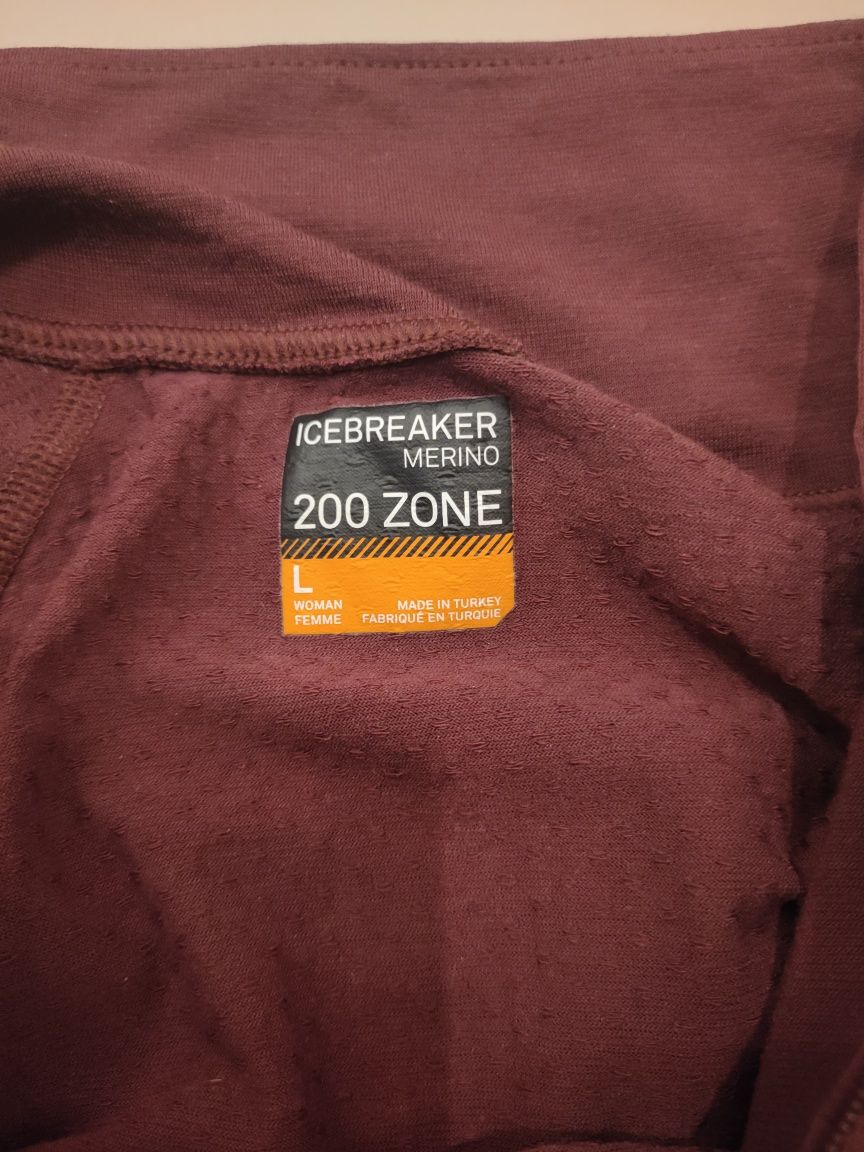 ICEBREAKER
MERINO
200 ZONE
L
WOMAN
FEMME
MADE IN TURKEY
FABRIQUÉ EN TURQUIE